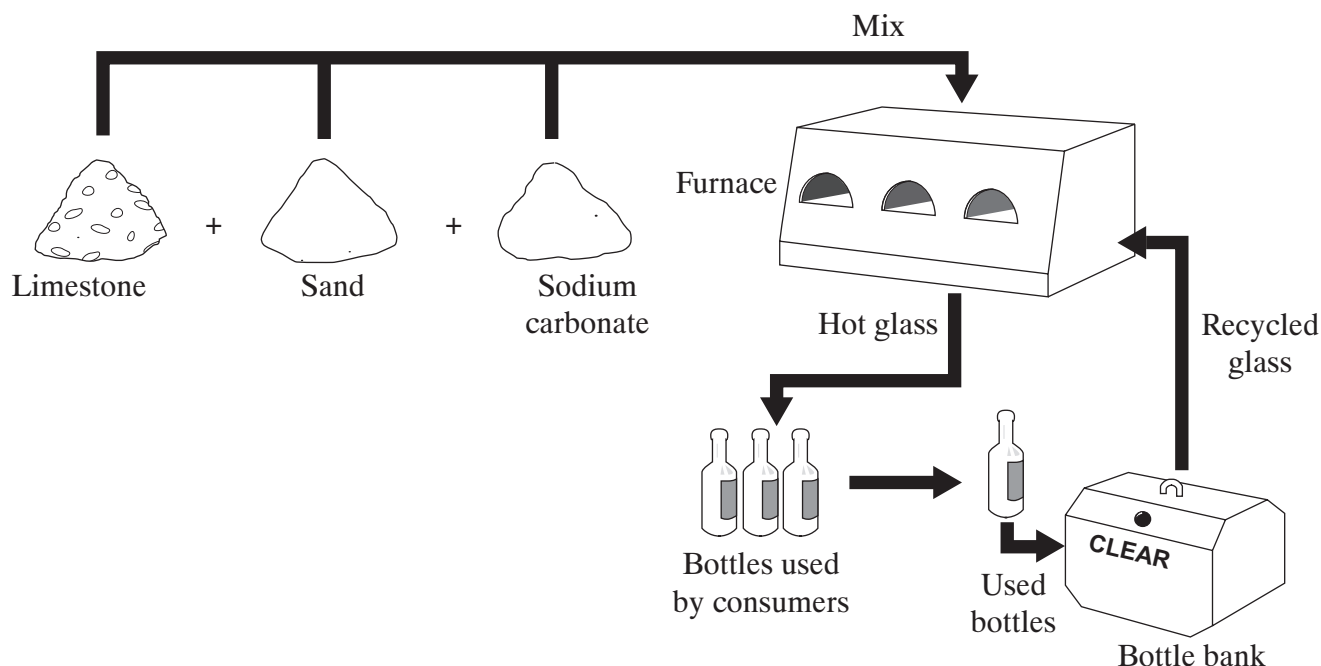 Mix
Furnace
+
+
Limestone
Sand
Sodium
carbonate
Hot glass
Recycled
glass
CLEAR
Bottles used
by consumers
Used
bottles
Bottle bank